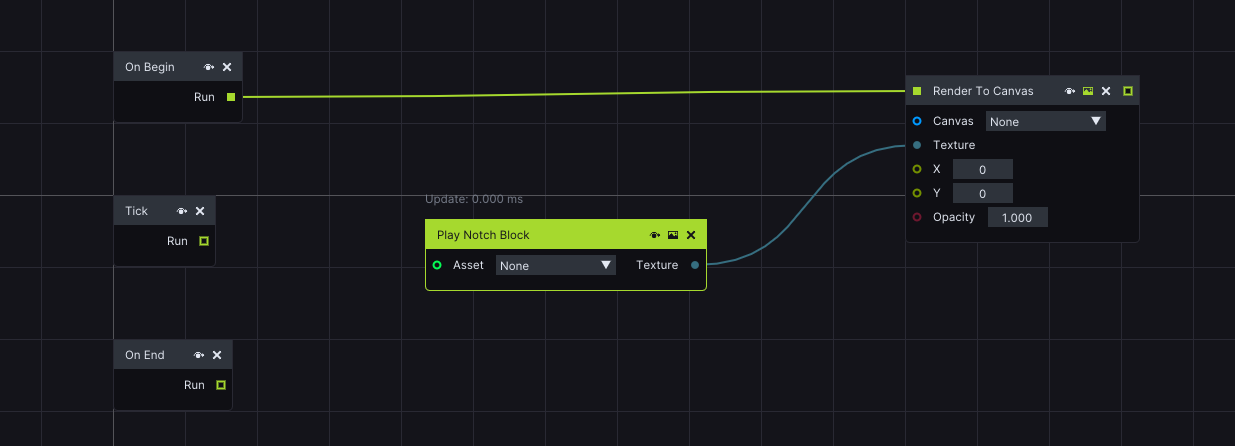 On Begin
Run
Render To Canvas
Canvas None
Texture
X 0
Y 0
Opacity 1.000
Tick
Run
Update: 0.000 ms
Play Notch Block
Asset None Texture
On End
Run